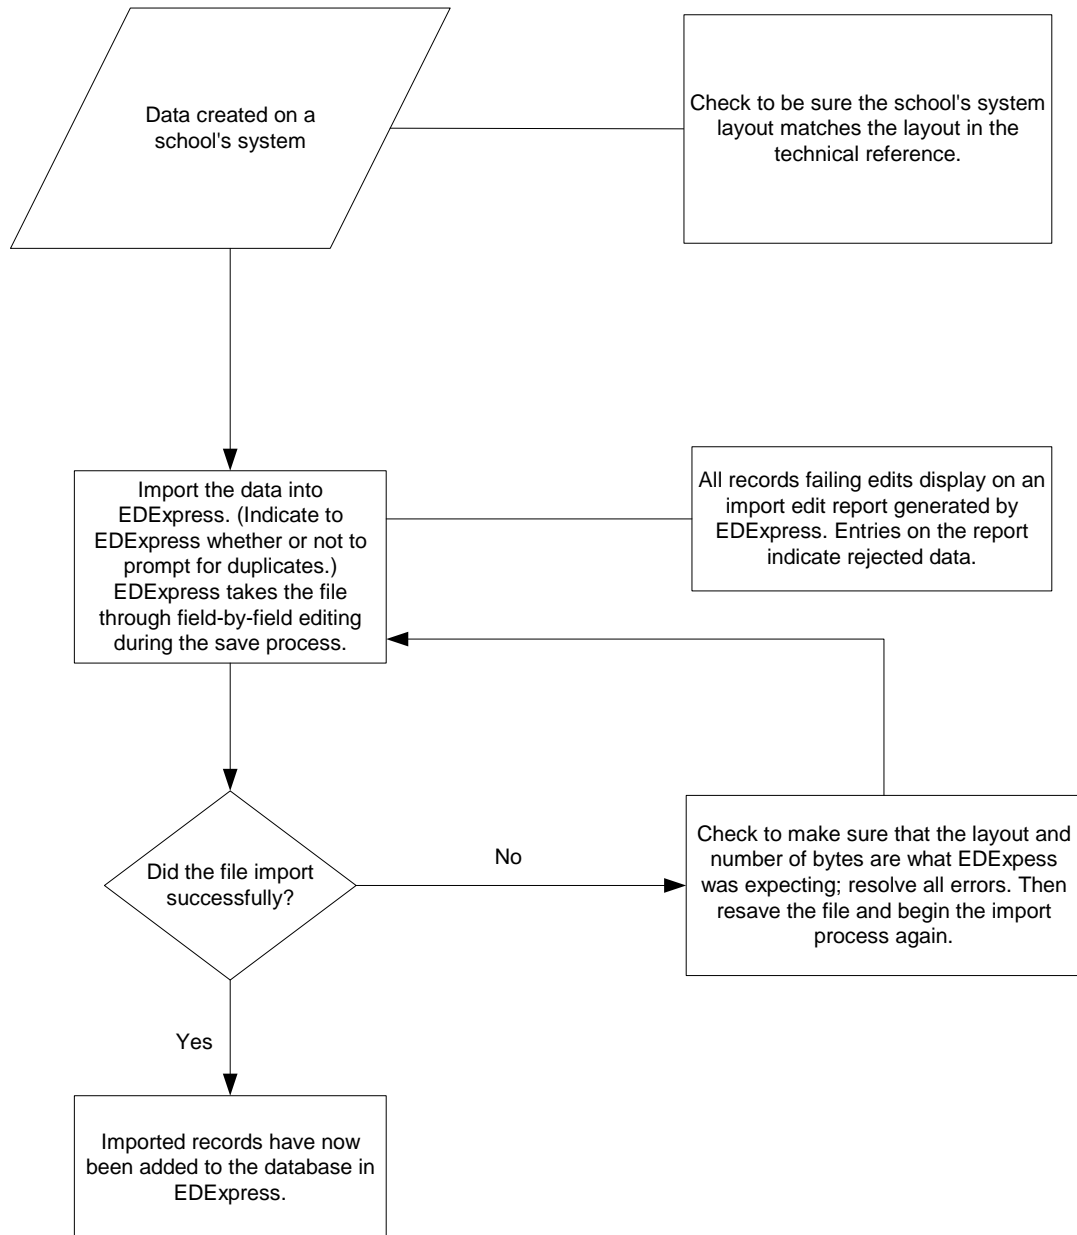 Data created on a
school's system
Check to be sure the school's system
layout matches the layout in the
technical reference.
Import the data into
EDExpress. (Indicate to
EDExpress whether or not to
prompt for duplicates.)
EDExpress takes the file
through field-by-field editing
during the save process.
All records failing edits display on an
import edit report generated by
EDExpress. Entries on the report
indicate rejected data.
Did the file import
successfully?
No
Check to make sure that the layout and
number of bytes are what EDExpess
was expecting; resolve all errors. Then
resave the file and begin the import
process again.
Yes
Imported records have now
been added to the database in
EDExpress.